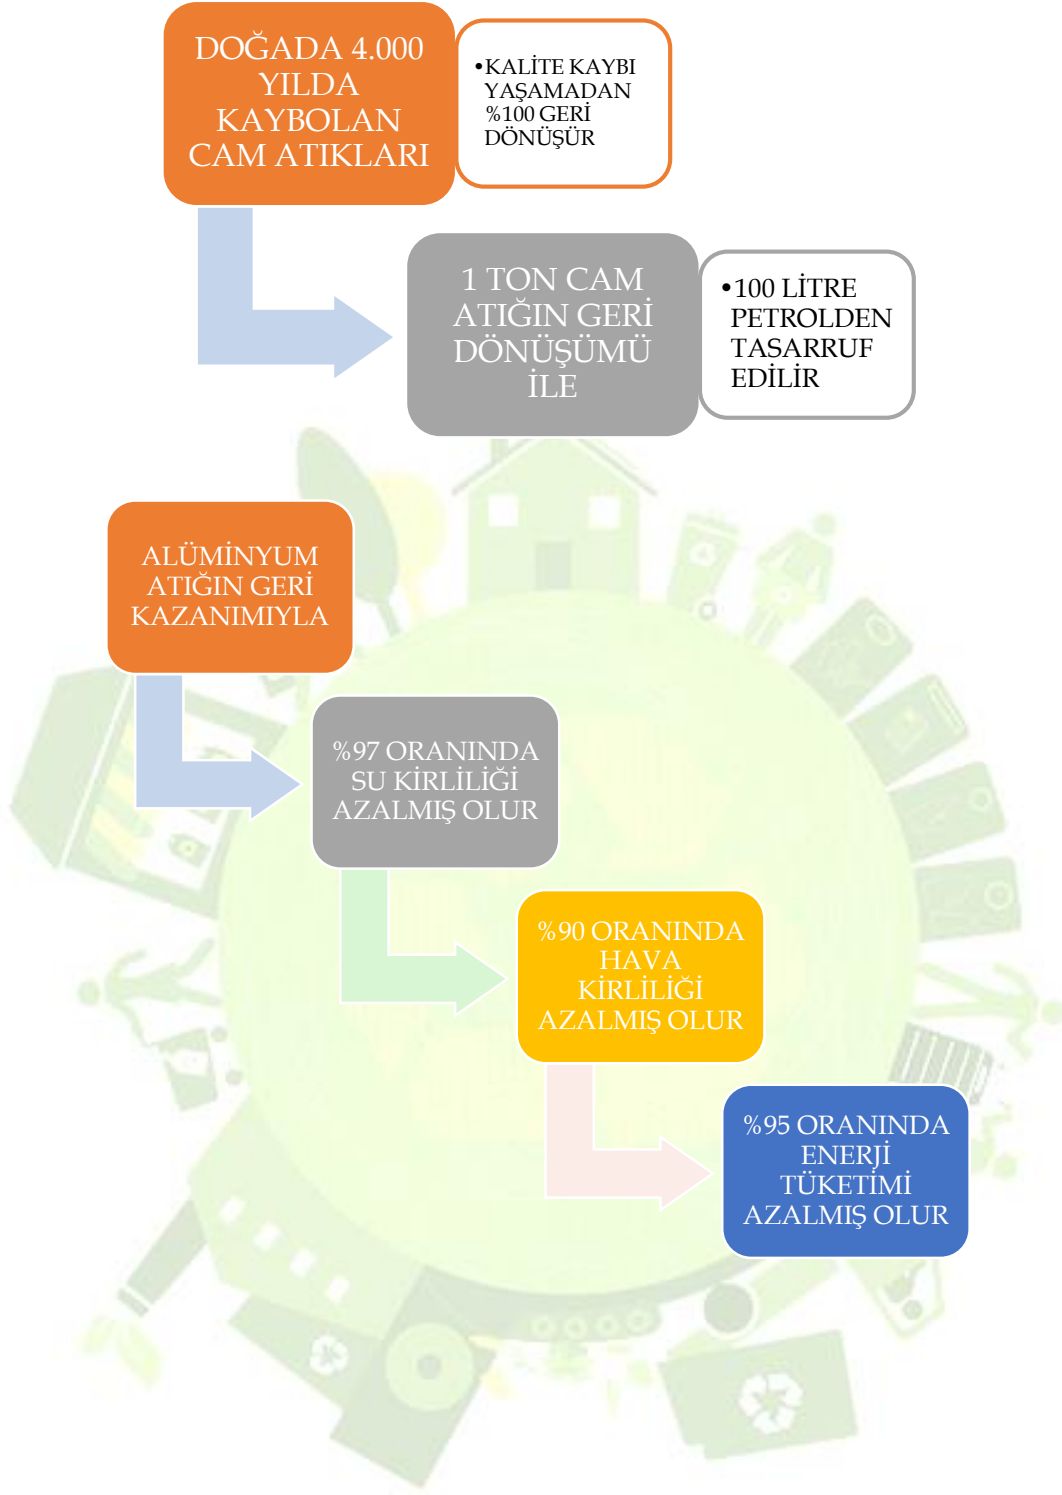 DOĞADA 4.000
YILDA
KAYBOLAN
CAM ATIKLARI
•KALİTE KAYBI
YAŞAMADAN
%100 GERİ
DÖNÜŞÜR
1 TON CAM
ATIĞIN GERİ
DÖNÜŞÜMÜ
İLE
•100 LİTRE
PETROLDEN
TASARRUF
EDİLİR
ALÜMİNYUM
ATIĞIN GERİ
KAZANIMIYLA
%97 ORANINDA
SU KİRLİLİĞİ
AZALMIŞ OLUR
%90 ORANINDA
HAVA
KİRLİLİĞİ
AZALMIŞ OLUR
%95 ORANINDA
ENERJİ
TÜKETİMİ
AZALMIŞ OLUR